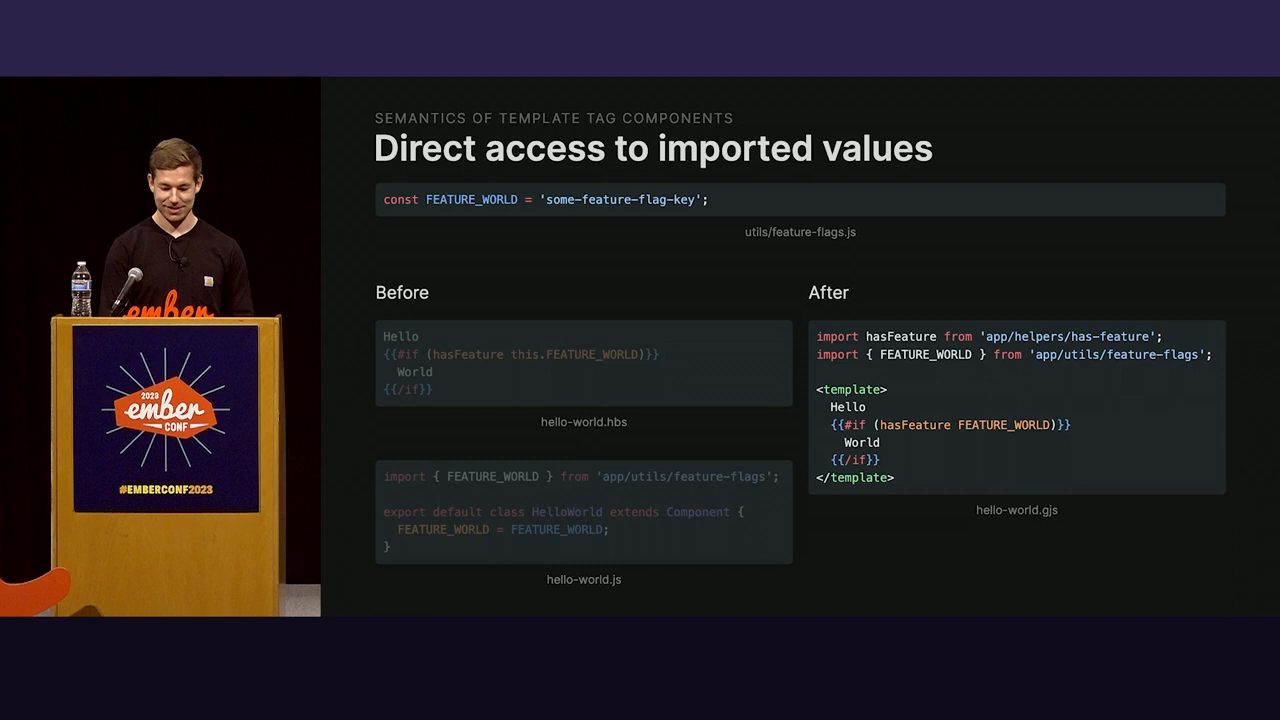 SEMANTICS OF TEMPLATE TAG COMPONENTS
Direct access to imported values
const FEATURE_WORLD = 'some-feature-flag-key';
utils/feature-flags.js
Before
Hello
{{#if (hasFeature this.FEATURE_WORLD)}}
World
{{/if}}
hello-world.hbs
import { FEATURE_WORLD } from 'app/utils/feature-flags';
export default class HelloWorld extends Component {
FEATURE_WORLD = FEATURE_WORLD;
}
hello-world.js
After
import hasFeature from 'app/helpers/has-feature';
import { FEATURE_WORLD } from 'app/utils/feature-flags';
<template>
Hello
{{#if (hasFeature FEATURE_WORLD)}}
World
{{/if}}
</template>
hello-world.gjs
ember
2023
ember
CONF
#EMBERCONF2023